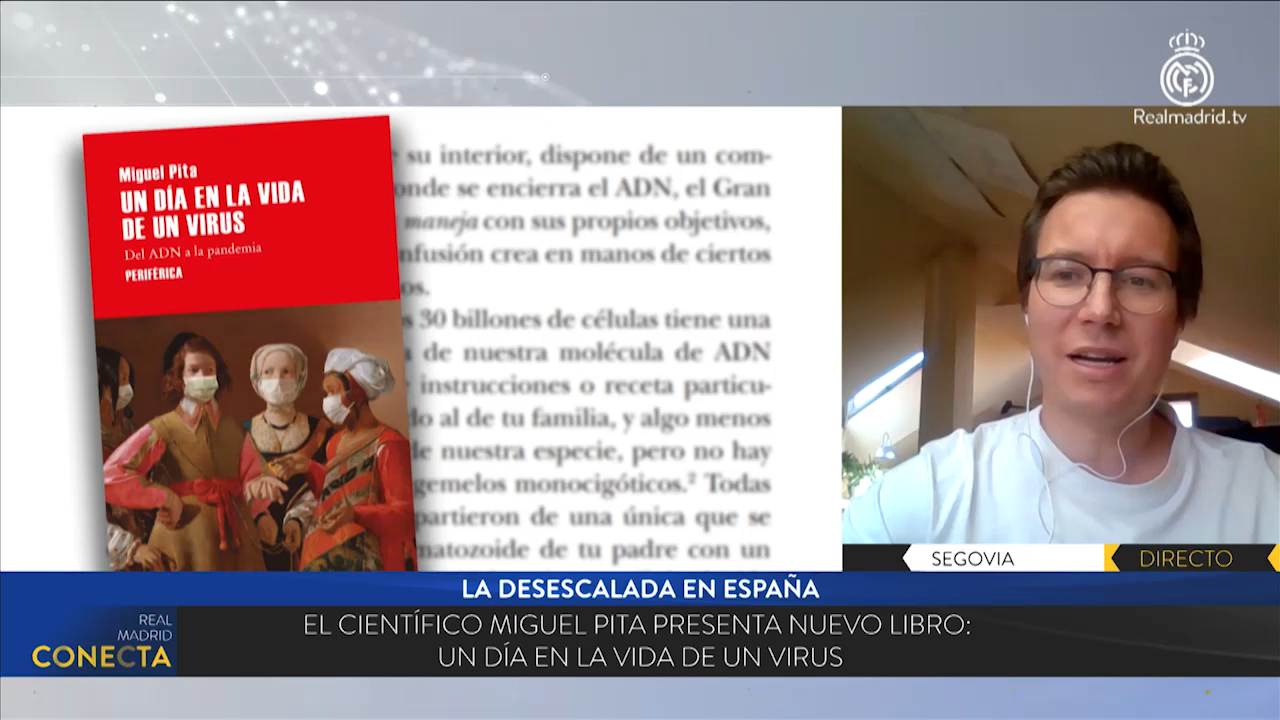 Realmadrid.tv
Miguel Pita
UN DÍA EN LA VIDA
DE UN VIRUS
Del ADN a la pandemia
PERIFÉRICA
su interior, dispone de un com-
onde se encierra el ADN, el Gran
maneja con sus propios objetivos,
nfusión crea en manos de ciertos
os.
30 billones de células tiene una
de nuestra molécula de ADN
instrucciones o receta particu-
do al de tu familia, y algo menos
de nuestra especie, pero no hay
gemelos monocigóticos.² Todas
partieron de una única que se
matozoide de tu padre con un
SEGOVIA
DIRECTO
LA DESESCALADA EN ESPAÑA
REAL
MADRID
CONECTA
EL CIENTÍFICO MIGUEL PITA PRESENTA NUEVO LIBRO:
UN DÍA EN LA VIDA DE UN VIRUS